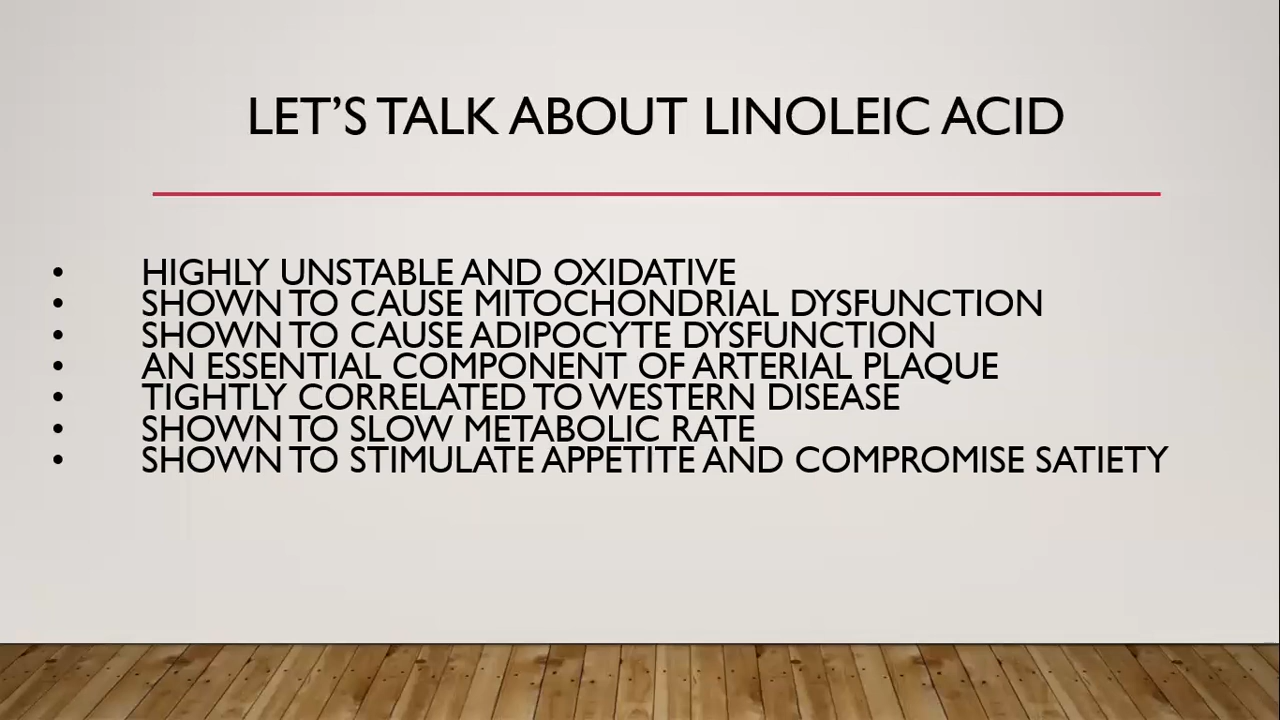 LET'S TALK ABOUT LINOLEIC ACID
• HIGHLY UNSTABLE AND OXIDATIVE
• SHOWN TO CAUSE MITOCHONDRIAL DYSFUNCTION
• SHOWN TO CAUSE ADIPOCYTE DYSFUNCTION
• AN ESSENTIAL COMPONENT OF ARTERIAL PLAQUE
• TIGHTLY CORRELATED TO WESTERN DISEASE
• SHOWN TO SLOW METABOLIC RATE
• SHOWN TO STIMULATE APPETITE AND COMPROMISE SATIETY